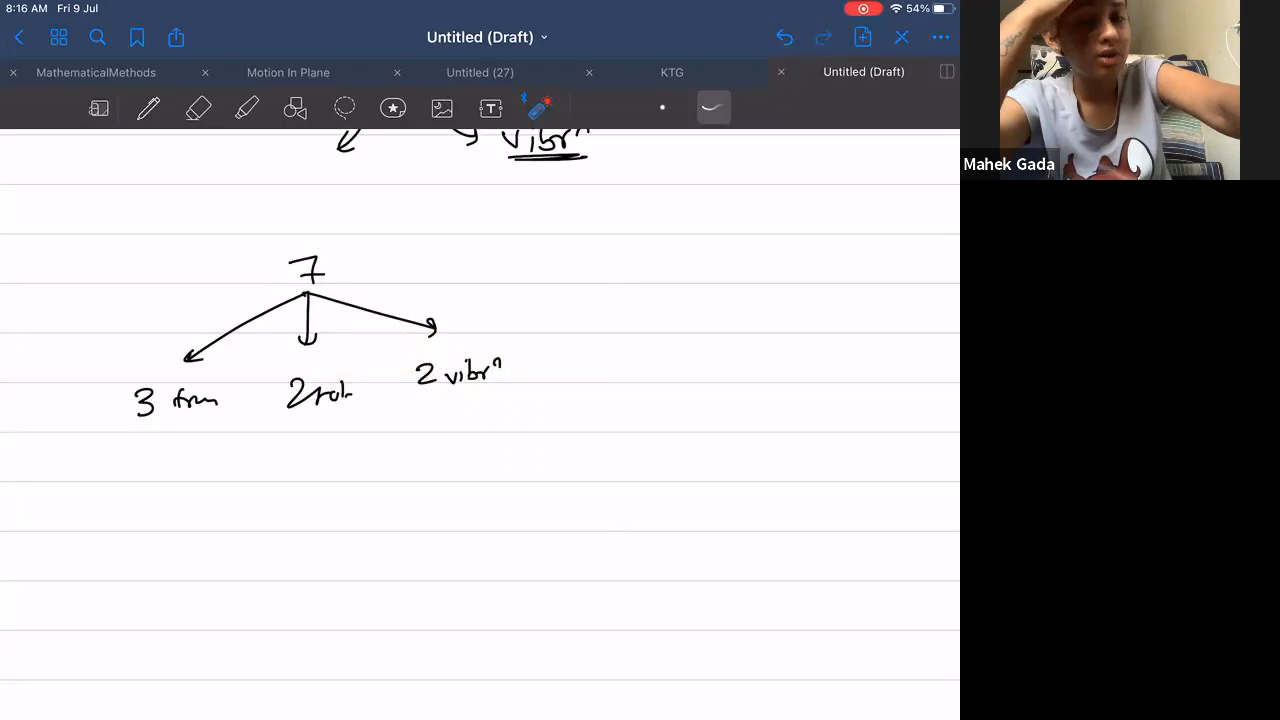 8:16 AM Fri 9 Jul 54%
Untitled (Draft)
MathematicalMethods Motion In Plane Untitled (27) KTG Untitled (Draft)
T
Mahek Gada
vibrⁿ
7
3 2 rot 2 vibrⁿ